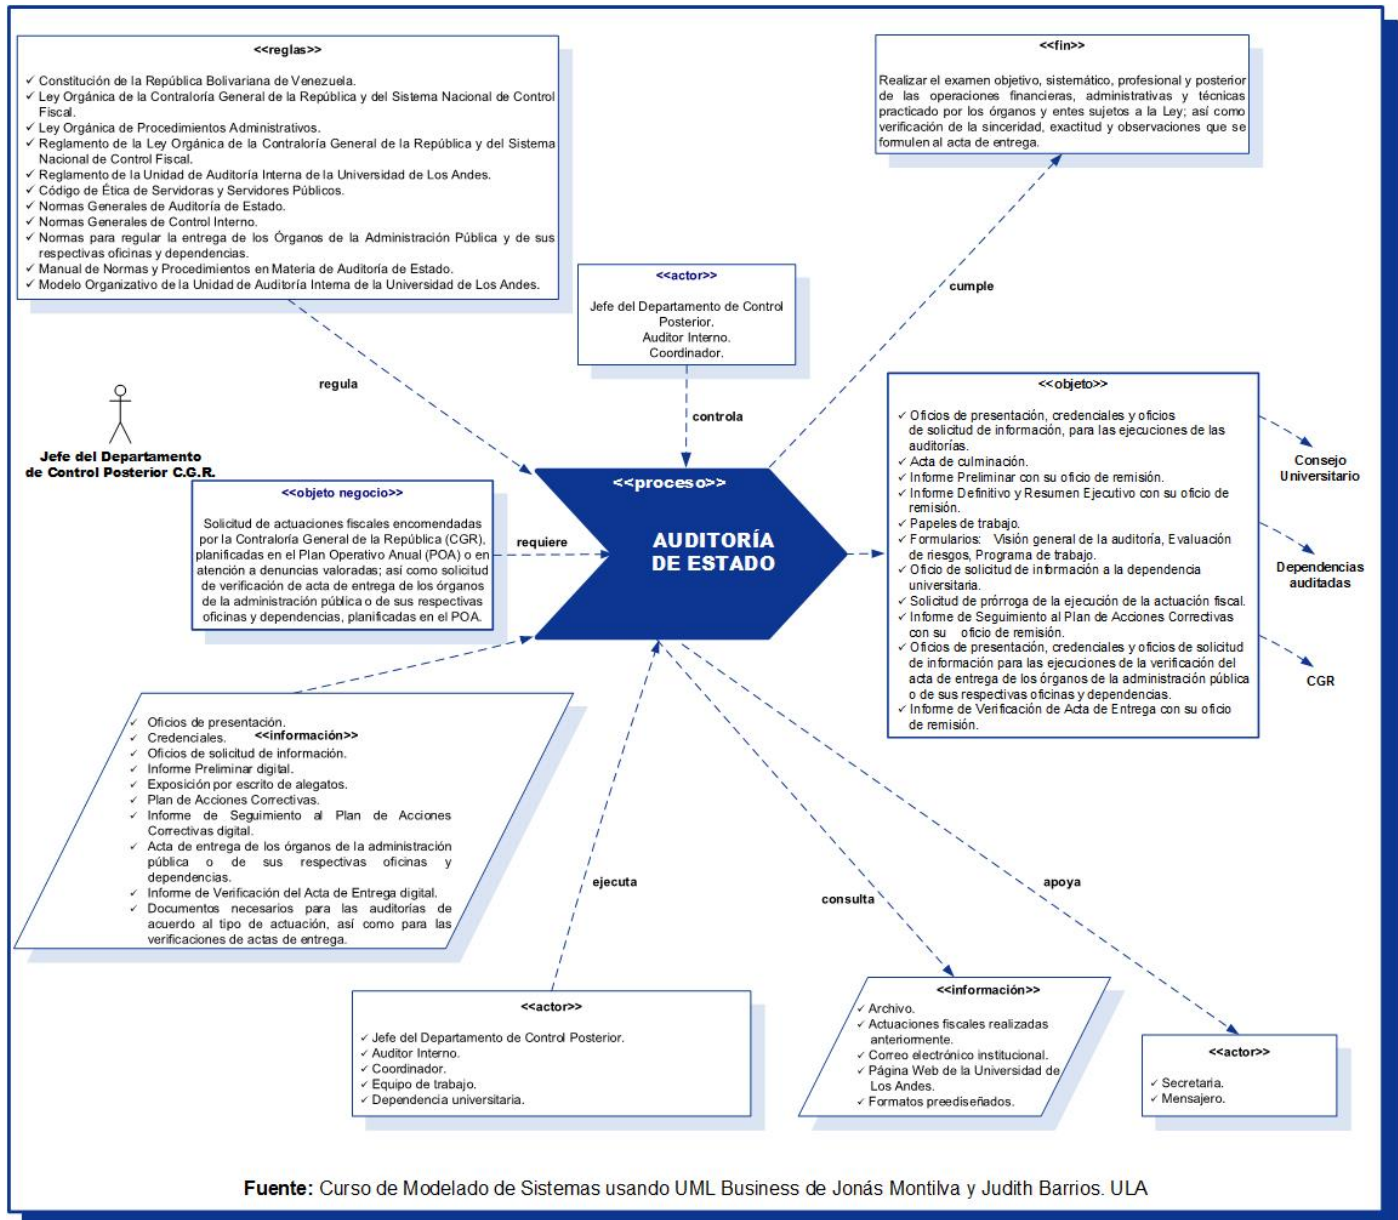 <<reglas>>
✓ Constitución de la República Bolivariana de Venezuela.
✓ Ley Orgánica de la Contraloría General de la República y del Sistema Nacional de Control
Fiscal.
✓ Ley Orgánica de Procedimientos Administrativos.
✓ Reglamento de la Ley Orgánica de la Contraloría General de la República y del Sistema
Nacional de Control Fiscal.
✓ Reglamento de la Unidad de Auditoría Interna de la Universidad de Los Andes.
✓ Código de Ética de Servidoras y Servidores Públicos.
✓ Normas Generales de Auditoría de Estado.
✓ Normas Generales de Control Interno.
✓ Normas para regular la entrega de los Órganos de la Administración Pública y de sus
respectivas oficinas y dependencias.
✓ Manual de Normas y Procedimientos en Materia de Auditoría de Estado.
✓ Modelo Organizativo de la Unidad de Auditoría Interna de la Universidad de Los Andes.
<<fin>>
Realizar el examen objetivo, sistemático, profesional y posterior
de las operaciones financieras, administrativas y técnicas
practicado por los órganos y entes sujetos a la Ley; así como
verificación de la sinceridad, exactitud y observaciones que se
formulen al acta de entrega.
<<actor>>
Jefe del Departamento de Control
Posterior.
Auditor Interno.
Coordinador.
cumple
regula
controla
Jefe del Departamento
de Control Posterior C.G.R.
<<objeto negocio>>
Solicitud de actuaciones fiscales encomendadas
por la Contraloría General de la República (CGR),
planificadas en el Plan Operativo Anual (POA) o en
atención a denuncias valoradas; así como solicitud
de verificación de acta de entrega de los órganos
de la administración pública o de sus respectivas
oficinas y dependencias, planificadas en el POA.
requiere
<<proceso>>
AUDITORÍA
DE ESTADO
<<objeto>>
✓ Oficios de presentación, credenciales y oficios
de solicitud de información, para las ejecuciones de las
auditorías.
✓ Acta de culminación.
✓ Informe Preliminar con su oficio de remisión.
✓ Informe Definitivo y Resumen Ejecutivo con su oficio de
remisión.
✓ Papeles de trabajo.
✓ Formularios: Visión general de la auditoría, Evaluación
de riesgos, Programa de trabajo.
✓ Oficio de solicitud de información a la dependencia
universitaria.
✓ Solicitud de prórroga de la ejecución de la actuación fiscal.
✓ Informe de Seguimiento al Plan de Acciones Correctivas
con su oficio de remisión.
✓ Oficios de presentación, credenciales y oficios de solicitud
de información para las ejecuciones de la verificación del
acta de entrega de los órganos de la administración pública
o de sus respectivas oficinas y dependencias.
✓ Informe de Verificación de Acta de Entrega con su oficio
de remisión.
Consejo
Universitario
Dependencias
auditadas
CGR
<<información>>
✓ Oficios de presentación.
✓ Credenciales.
✓ Oficios de solicitud de información.
✓ Informe Preliminar digital.
✓ Exposición por escrito de alegatos.
✓ Plan de Acciones Correctivas.
✓ Informe de Seguimiento al Plan de Acciones
Correctivas digital.
✓ Acta de entrega de los órganos de la administración
pública o de sus respectivas oficinas y
dependencias.
✓ Informe de Verificación del Acta de Entrega digital.
✓ Documentos necesarios para las auditorías de
acuerdo al tipo de actuación, así como para las
verificaciones de actas de entrega.
ejecuta
consulta
apoya
<<actor>>
✓ Jefe del Departamento de Control Posterior.
✓ Auditor Interno.
✓ Coordinador.
✓ Equipo de trabajo.
✓ Dependencia universitaria.
<<información>>
✓ Archivo.
✓ Actuaciones fiscales realizadas
anteriormente.
✓ Correo electrónico institucional.
✓ Página Web de la Universidad de
Los Andes.
✓ Formatos preediseñados.
<<actor>>
✓ Secretaria.
✓ Mensajero.
Fuente: Curso de Modelado de Sistemas usando UML Business de Jonás Montilva y Judith Barrios. ULA